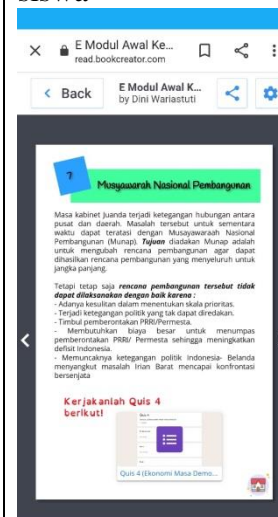 siswa
E Modul Awal Ke...
read.bookcreator.com
Back
E Modul Awal K...
by Dini Wariastuti
?
Musyawarah Nasional Pembangunan
Masa kabinet Juanda terjadi ketegangan hubungan antara
pusat dan daerah. Masalah tersebut untuk sementara
waktu dapat teratasi dengan Musayawaraah Nasional
Pembangunan (Munap). Tujuan diadakan Munap adalah
untuk mengubah rencana pembangunan agar dapat
dihasilkan rencana pembangunan yang menyeluruh untuk
jangka panjang.
Tetapi tetap saja rencana pembangunan tersebut tidak
dapat dilaksanakan dengan baik karena :
- Adanya kesulitan dalam menentukan skala prioritas.
- Terjadi ketegangan politik yang tak dapat diredakan.
- Timbul pemberontakan PRRI/Permesta.
- Membutuhkan biaya besar untuk menumpas
pemberontakan PRRI/ Permesta sehingga meningkatkan
defisit Indonesia.
- Memuncaknya ketegangan politik Indonesia- Belanda
menyangkut masalah Irian Barat mencapai konfrontasi
bersenjata
Kerjakanlah Quis 4
berikut!
Quis 4 (Ekonomi Masa Demo...